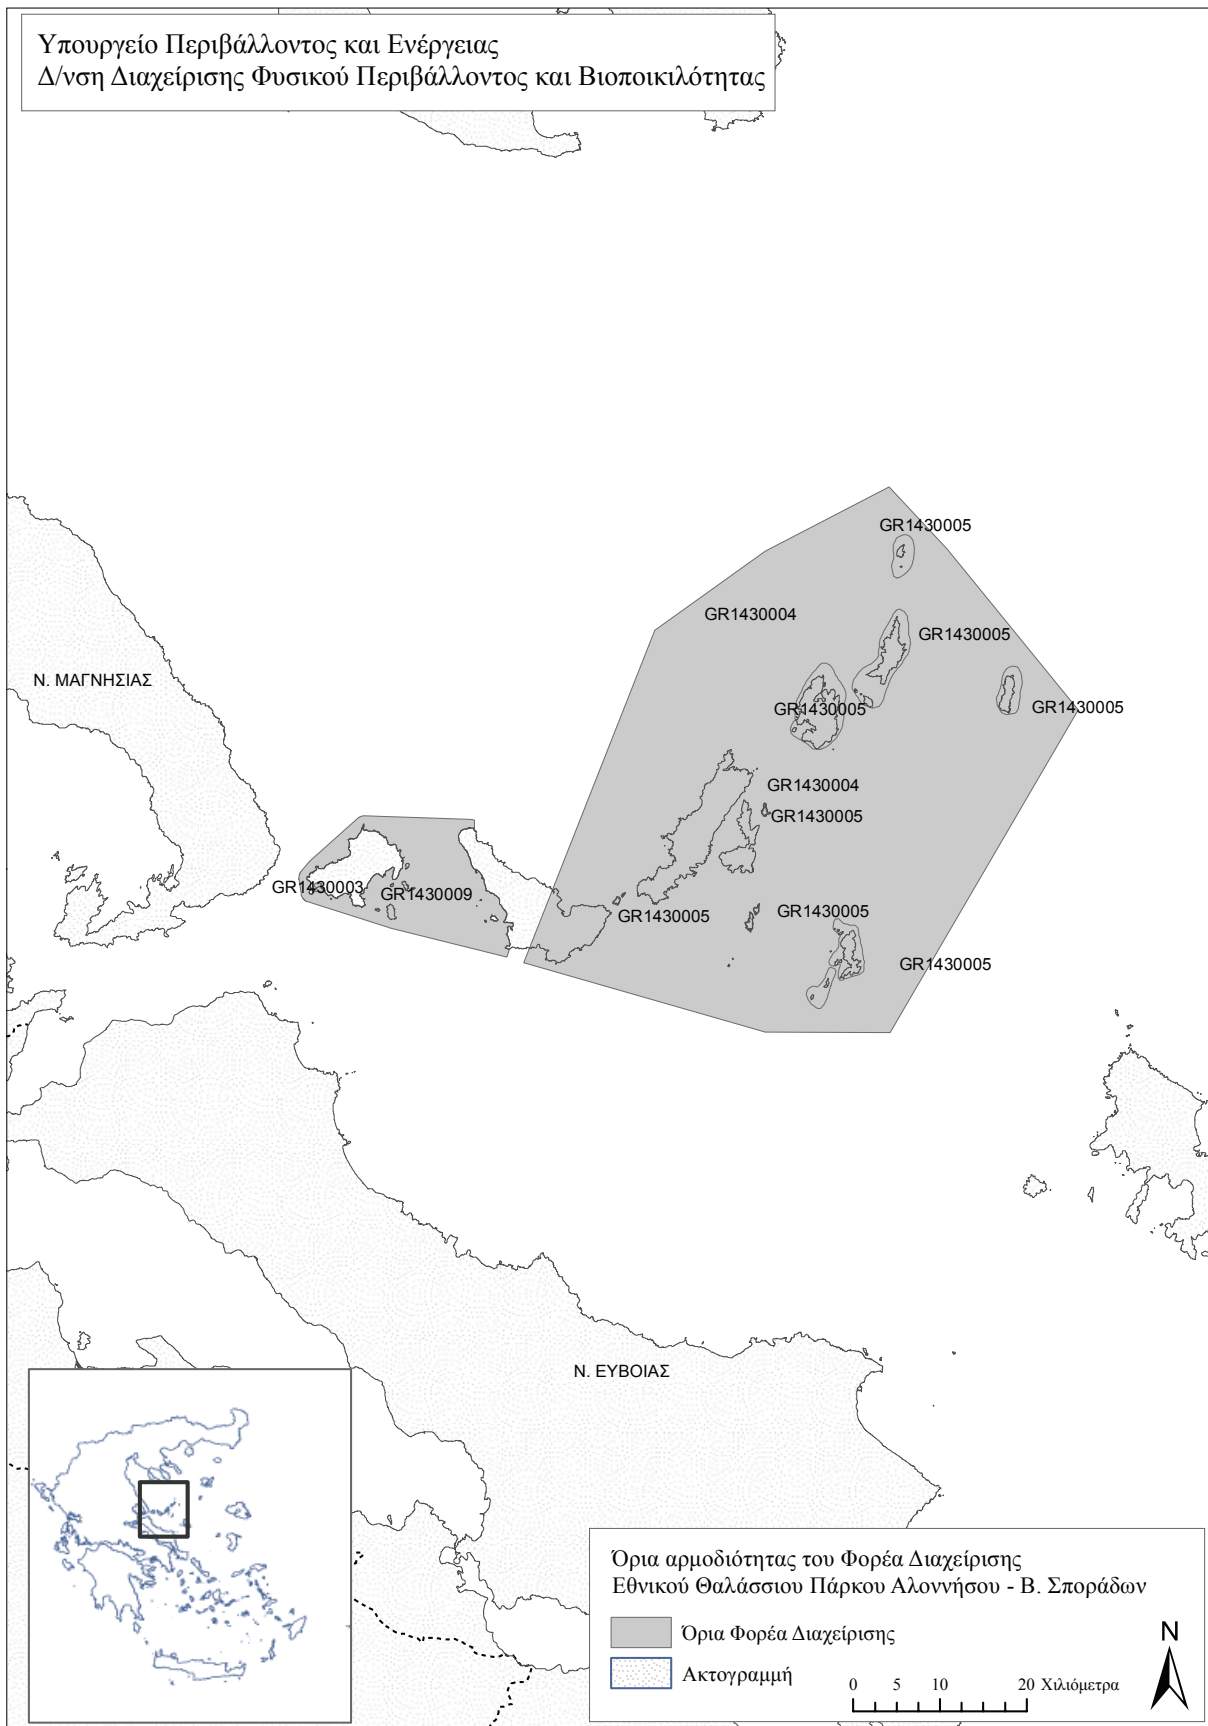 Υπουργείο Περιβάλλοντος και Ενέργειας
Δ/νση Διαχείρισης Φυσικού Περιβάλλοντος και Βιοποικιλότητας
GR1430005
GR1430004
GR1430005
Ν. ΜΑΓΝΗΣΙΑΣ
GR1430005
GR1430005
GR1430004
GR1430005
GR1430003
GR1430009
GR1430005
GR1430005
GR1430005
Ν. ΕΥΒΟΙΑΣ
Όρια αρμοδιότητας του Φορέα Διαχείρισης
Εθνικού Θαλάσσιου Πάρκου Αλοννήσου - Β. Σποράδων
Όρια Φορέα Διαχείρισης
Ακτογραμμή
0 5 10 20 Χιλιόμετρα
N